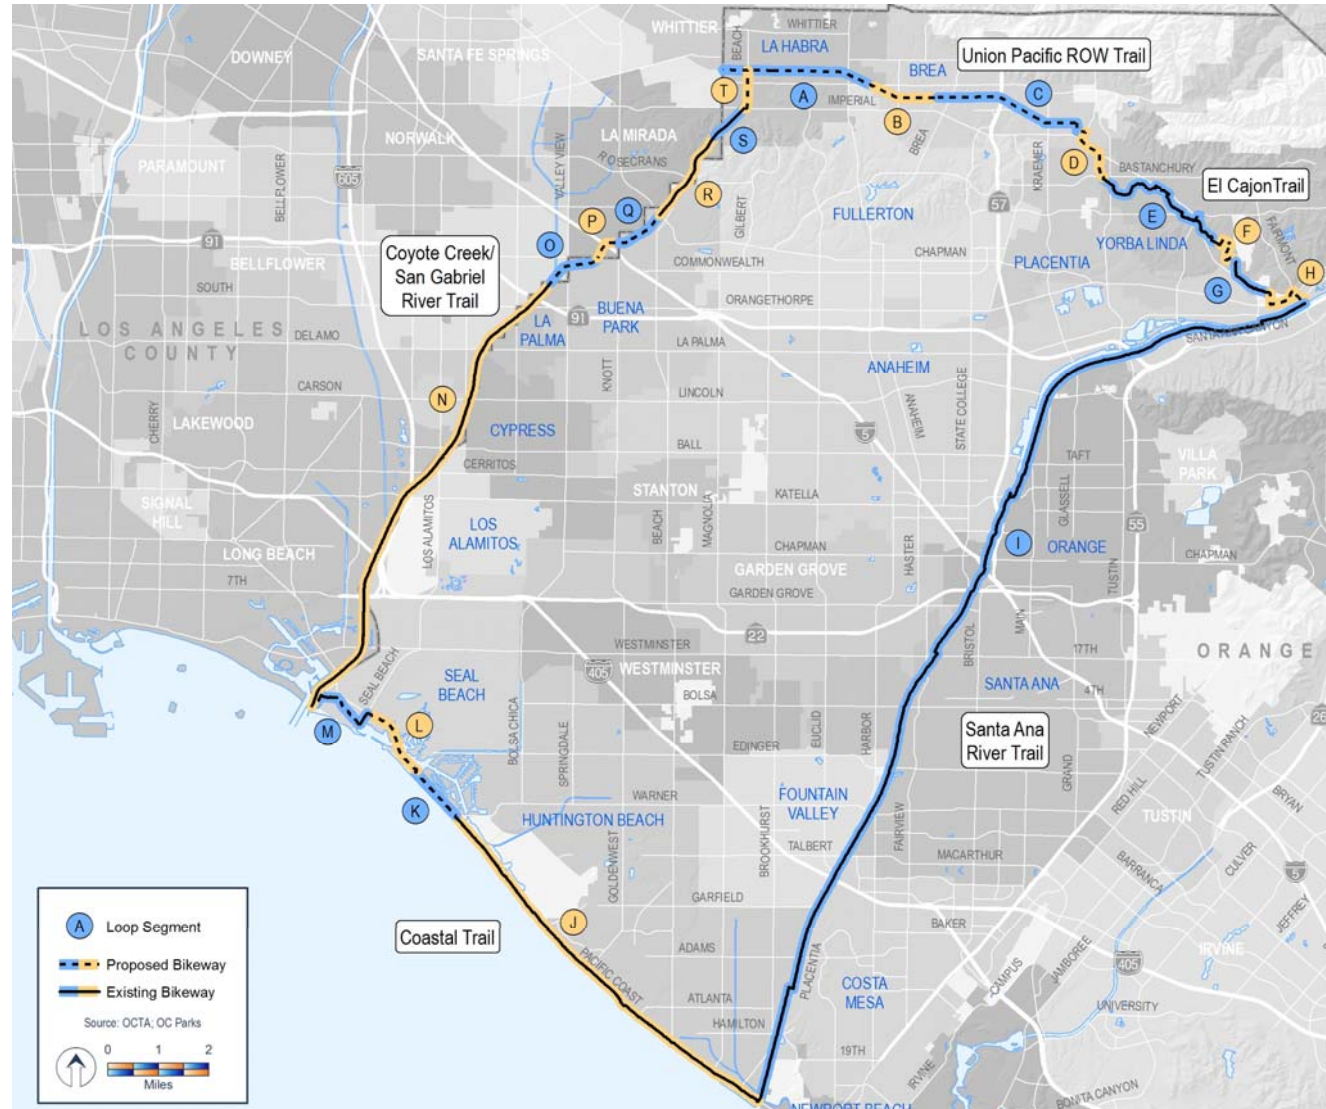 WHITTIER
WHITTIER
DOWNEY
SANTA FE SPRINGS
BEACH
LA HABRA
BREA
Union Pacific ROW Trail
T
A
IMPERIAL
C
B
NORWALK
LA MIRADA
S
BREA
PARAMOUNT
BELLFLOWER
605
VALLEY VIEW
ROSECRANS
KRAEMER
D
BASTANCHURY
El Cajon Trail
R
GILBERT
57
FULLERTON
E
F
FAIRMONT
P
Q
91
BELLFLOWER
O
Coyote Creek/
San Gabriel
River Trail
COMMONWEALTH
CHAPMAN
PLACENTIA
YORBA LINDA
H
G
SOUTH
BUENA
PARK
ORANGETHORPE
LOS ANGELES
COUNTY
DELAMO
LA
PALMA
91
LA PALMA
SANTA ANA CANYON
CARSON
KNOTT
ANAHEIM
LINCOLN
N
CHERRY
LAKEWOOD
CYPRESS
BALL
ANAHEIM
STATE COLLEGE
5
CERRITOS
TAFT
VILLA
PARK
STANTON
KATELLA
SIGNAL
HILL
LOS ALAMITOS
LOS
ALAMITOS
BEACH
MAGNOLIA
GLASSELL
55
LONG BEACH
CHAPMAN
HASTER
I
ORANGE
CHAPMAN
7TH
GARDEN GROVE
GARDEN GROVE
TUSTIN
22
WESTMINSTER
BRISTOL
MAIN
17TH
ORANGE
SEAL BEACH
405
WESTMINSTER
SEAL
BEACH
BOLSA
SANTA ANA
4TH
L
M
BOLSA CHICA
SPRINGDALE
EDINGER
EUCLID
HARBOR
Santa Ana
River Trail
GRAND
NEWPORT
TUSTIN RANCH
26
RED HILL
BRYAN
K
WARNER
FOUNTAIN
VALLEY
HUNTINGTON BEACH
TUSTIN
GOLDENWEST
BROOKHURST
TALBERT
FAIRVIEW
MACARTHUR
BARRANCA
CULVER
5
GARFIELD
JEFFREY
A
Loop Segment
Coastal Trail
J
BAKER
ADAMS
IRVINE
Proposed Bikeway
PACIFIC COAST
PLACENTIA
CAMPUS
JAMBOREE
405
Existing Bikeway
COSTA
MESA
ATLANTA
UNIVERSITY
Source: OCTA; OC Parks
HAMILTON
0 1 2
19TH
Miles
IRVINE
BONITA CANYON
NEWPORT BEACH